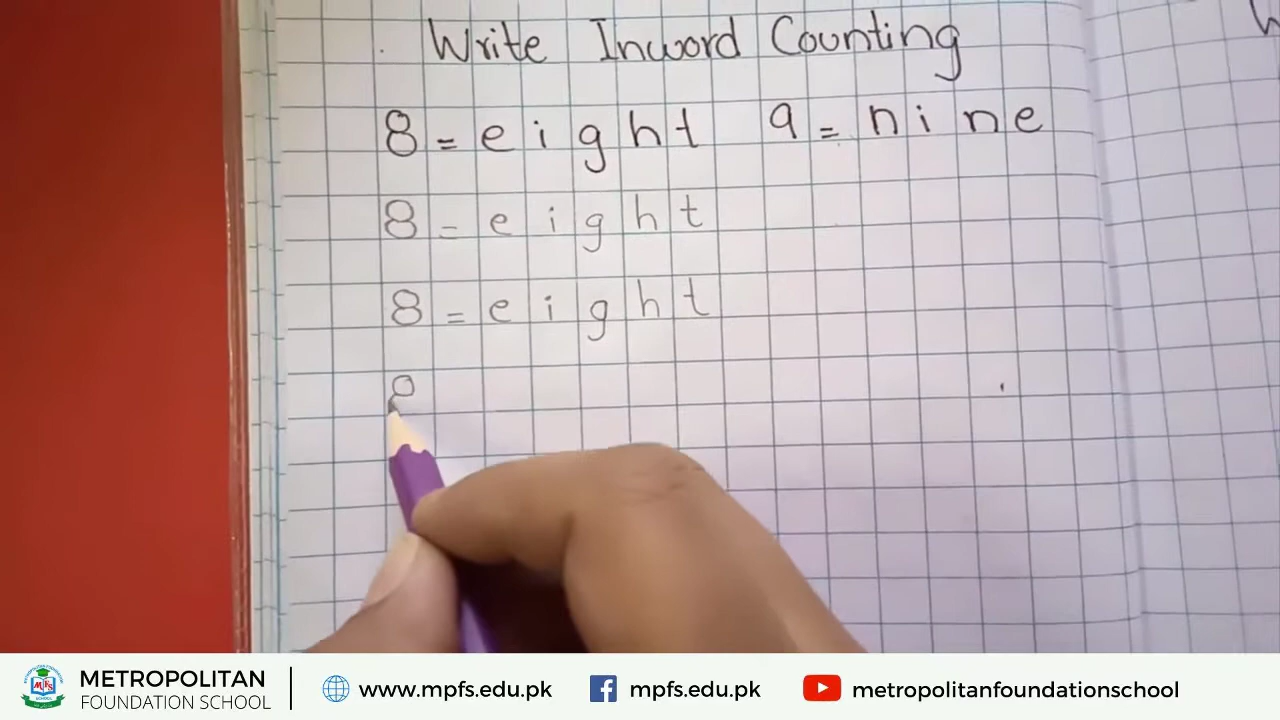 Write Inword Counting
8 = eight 9 = nine
8 = eight
8 = eight
METROPOLITAN
FOUNDATION SCHOOL
www.mpfs.edu.pk
mpfs.edu.pk
metropolitanfoundationschool